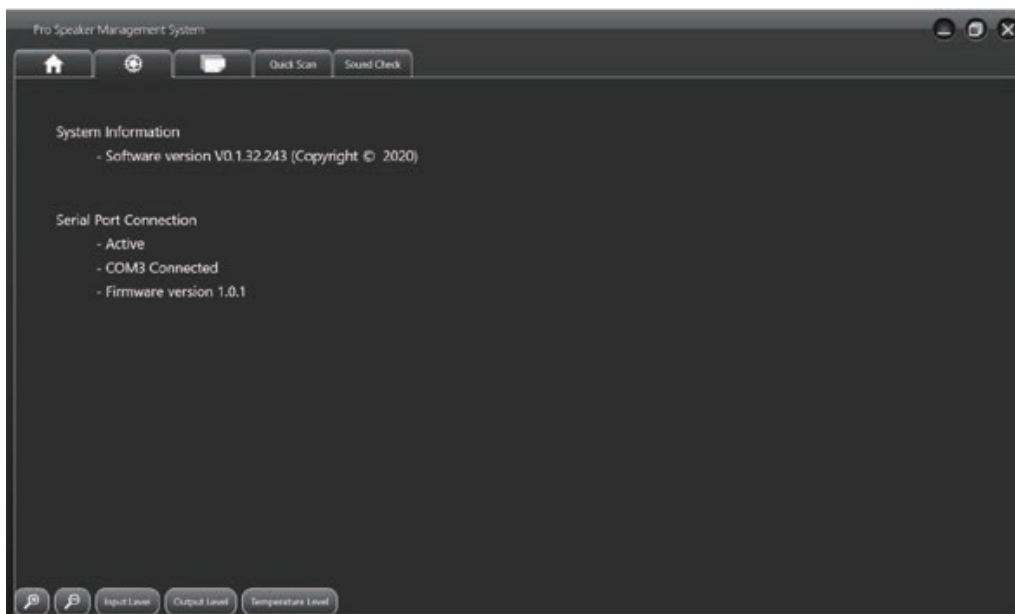 Pro Speaker Management System
Quick Scan
Sound Check
System Information
- Software version V0.1.32.243 (Copyright © 2020)
Serial Port Connection
- Active
- COM3 Connected
- Firmware version 1.0.1
Input Level
Output Level
Temperature Level